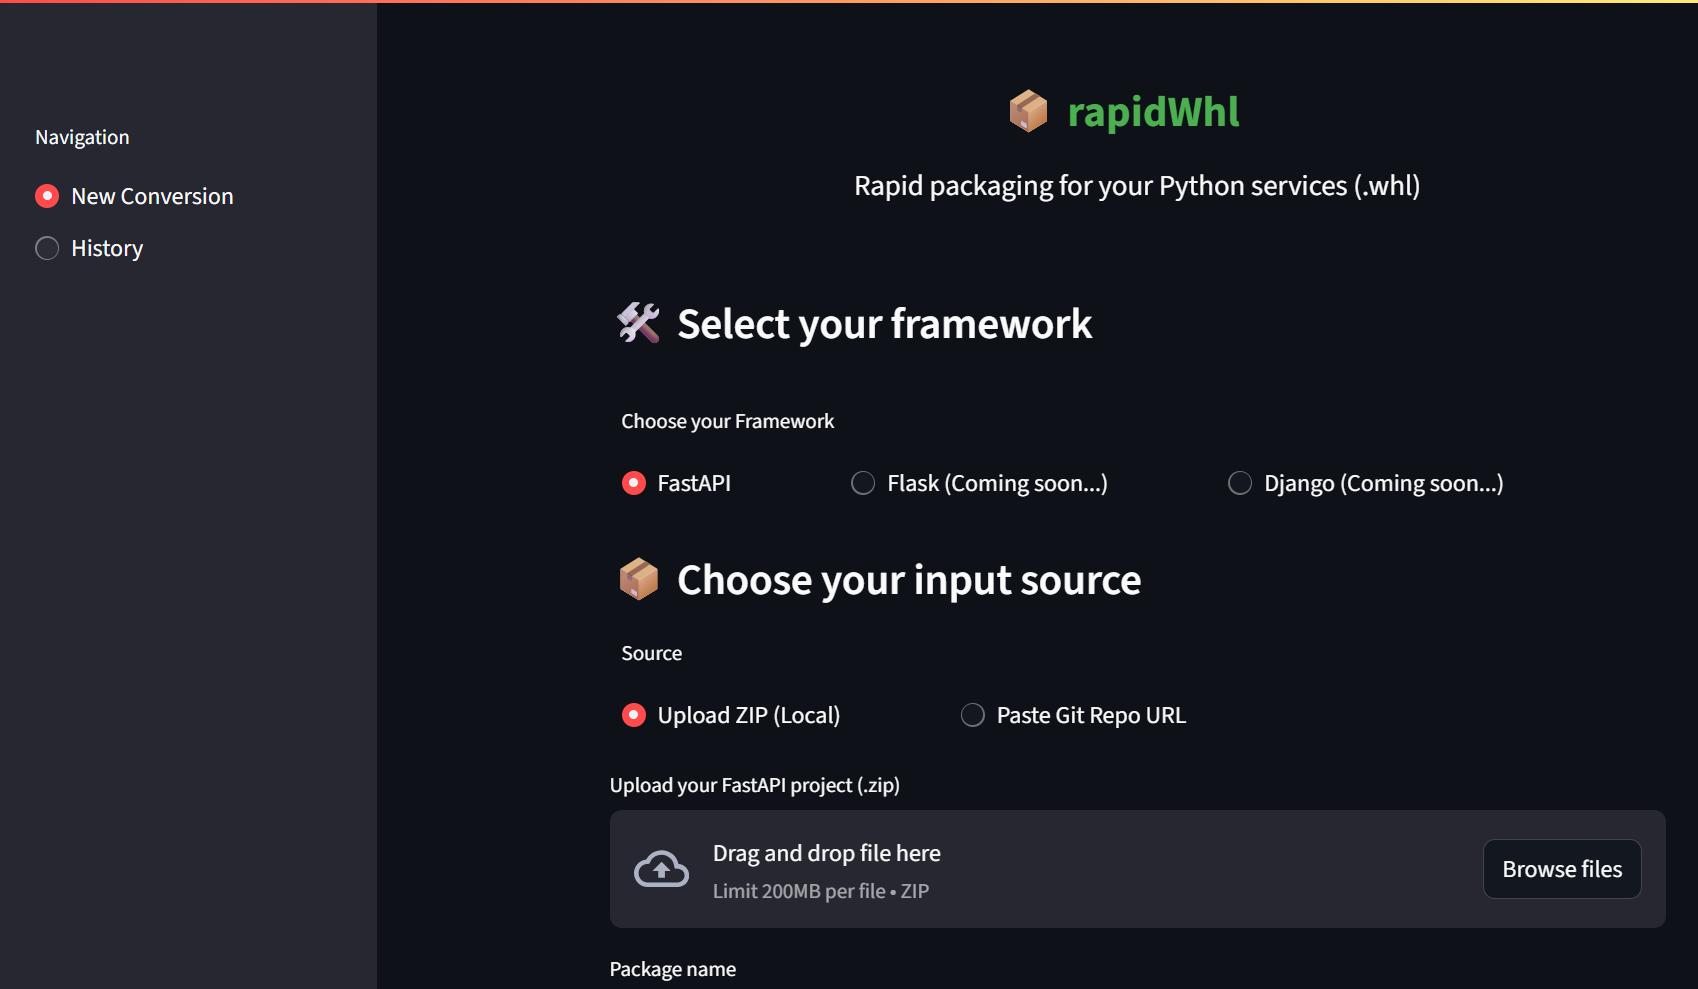 Navigation
New Conversion
History
rapidWhl
Rapid packaging for your Python services (.whl)
Select your framework
Choose your Framework
FastAPI
Flask (Coming soon...)
Django (Coming soon...)
Choose your input source
Source
Upload ZIP (Local)
Paste Git Repo URL
Upload your FastAPI project (.zip)
Drag and drop file here
Limit 200MB per file • ZIP
Browse files
Package name